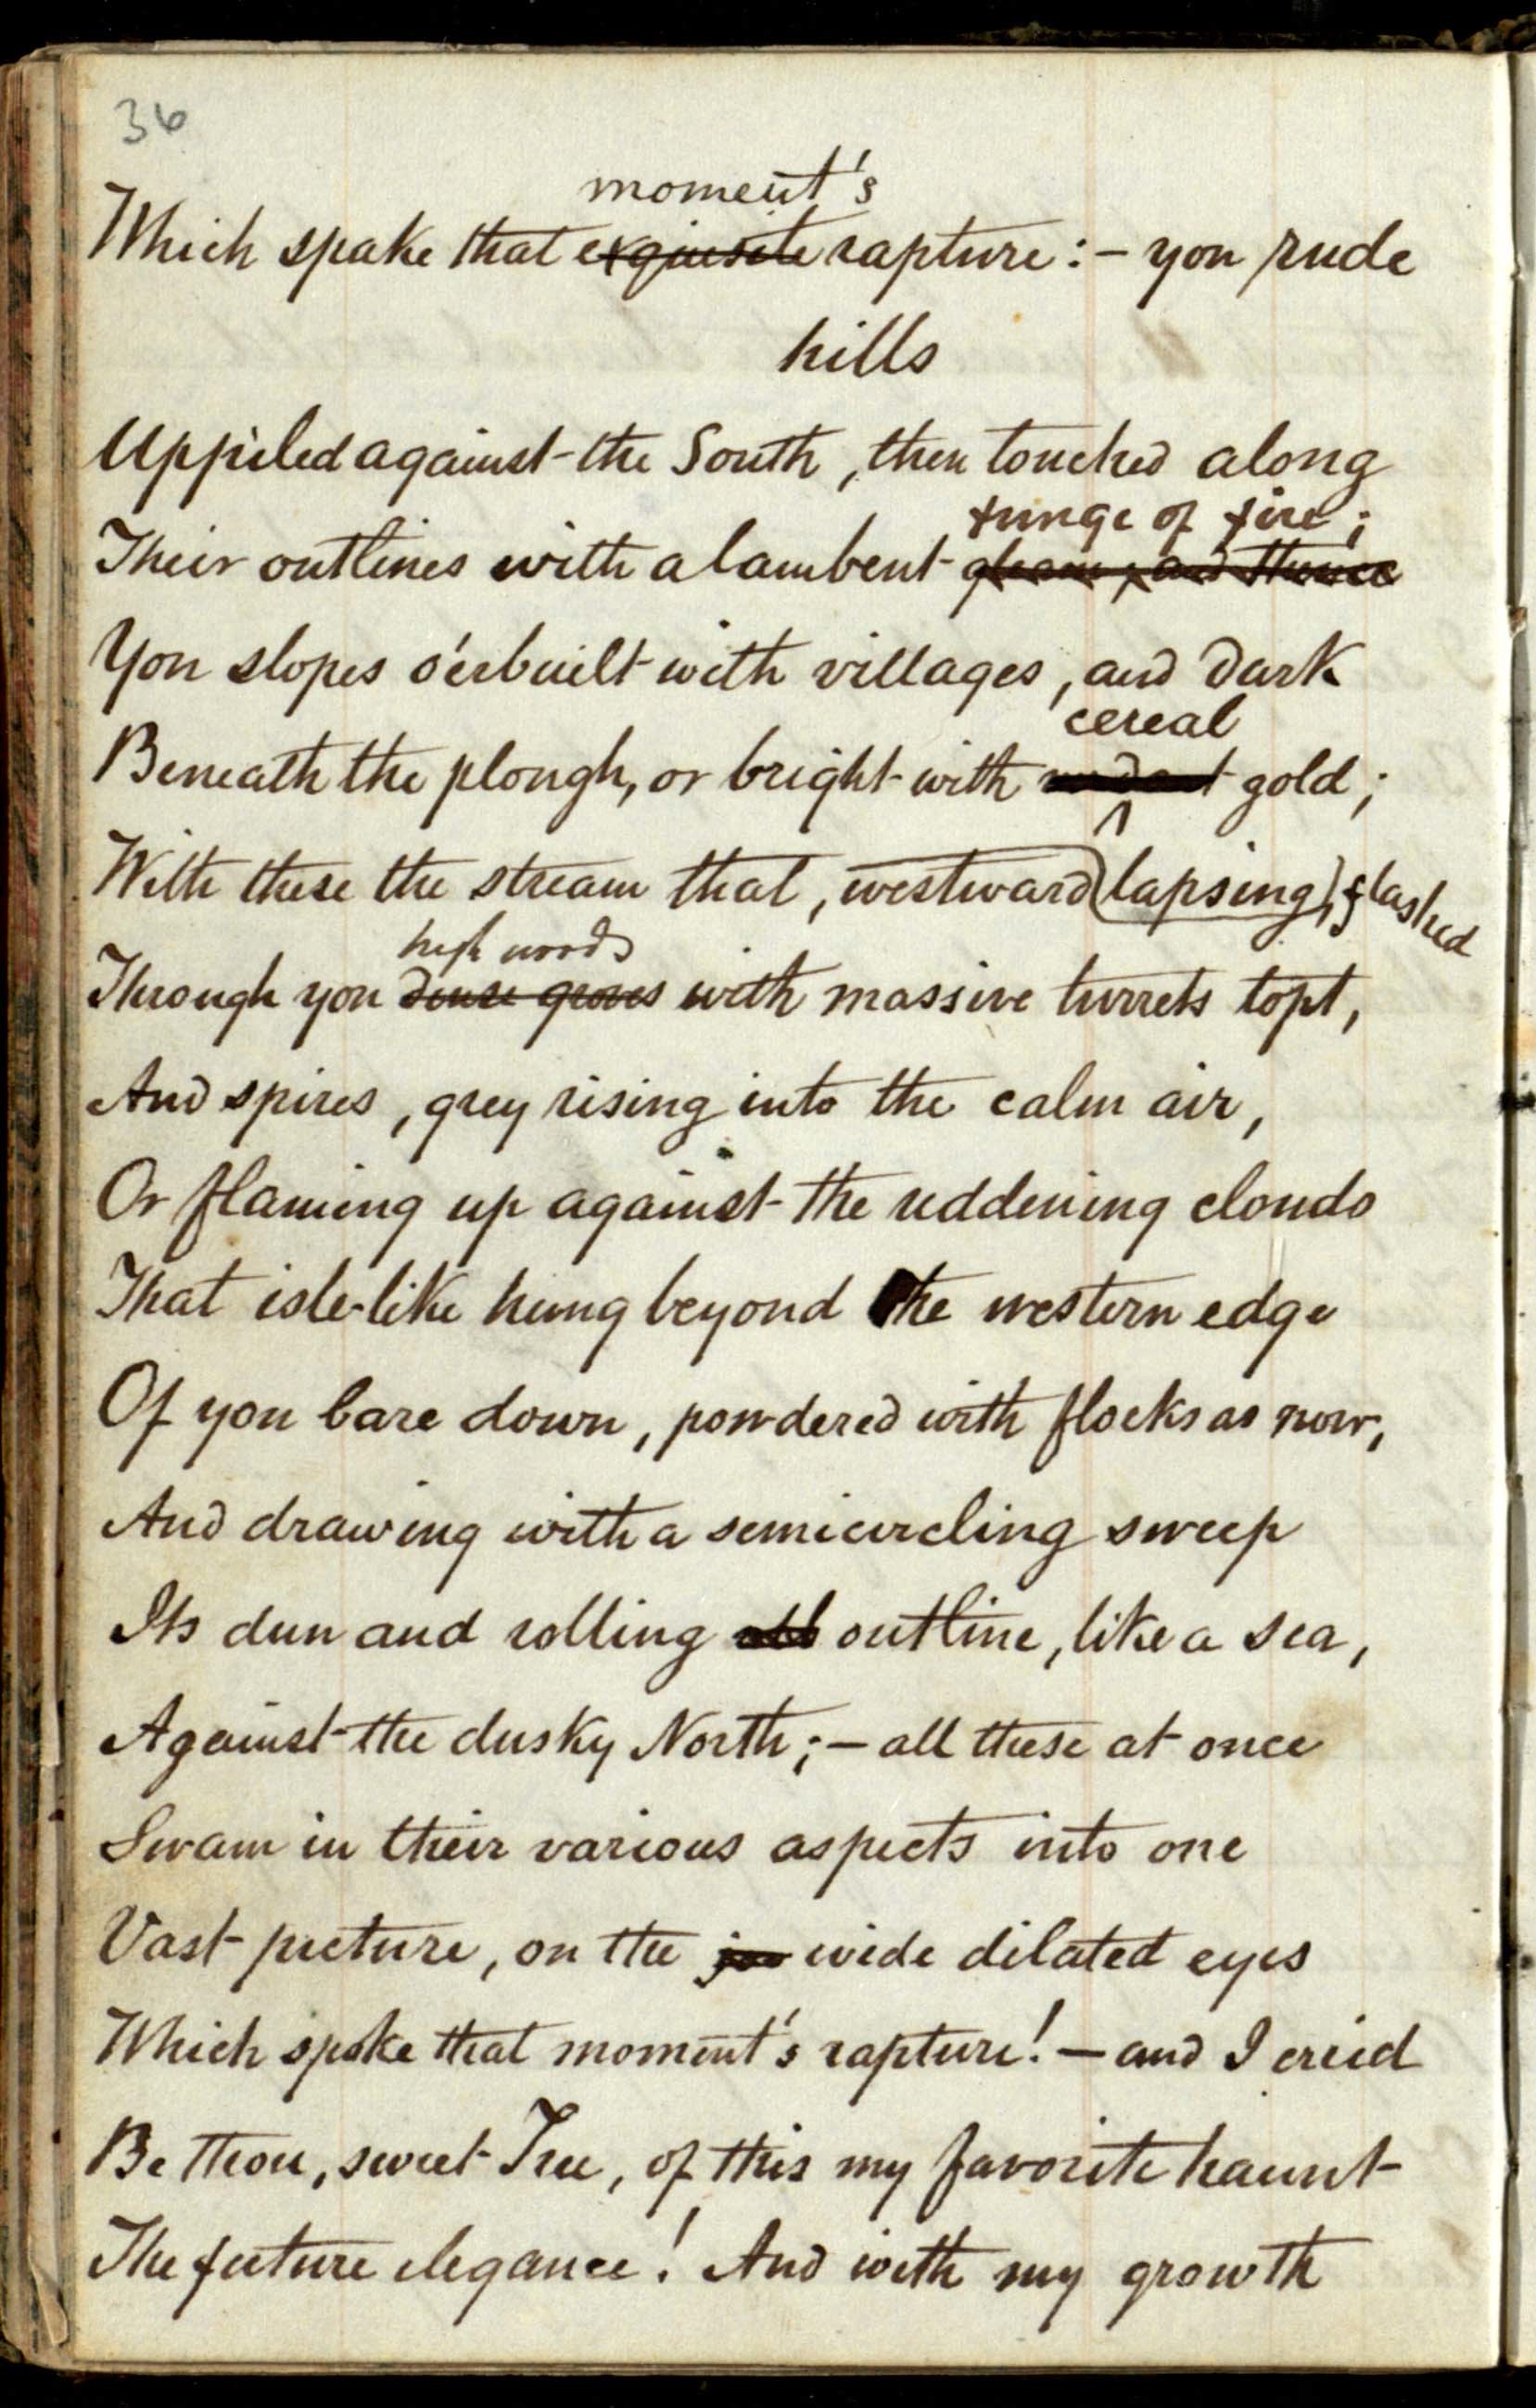 36
moment's
Which spake that exquisite rapture:— yon rude
hills
Uppiled against the South, then touched along
fringe of fire;
Their outlines with a lambent gleam, and thence
Yon slopes o'erbuilt with villages, and dark
cereal
Beneath the plough, or bright with gold;
With these the stream that, westward lapsing, flashed
high woods
Through yon dense groves with massive turrets topt,
And spires, grey rising into the calm air,
Or flaming up against the reddening clouds
That isle-like hung beyond the western edge
Of yon bare down, powdered with flocks as now,
And drawing with a semicircling sweep
Its dun and rolling outline, like a sea,
Against the dusky North;— all these at once
Swam in their various aspects into one
Vast picture, on the wide dilated eyes
Which spoke that moment's rapture!— and I cried
Be thou, sweet Tree, of this my favorite haunt
The future elegance! And with my growth